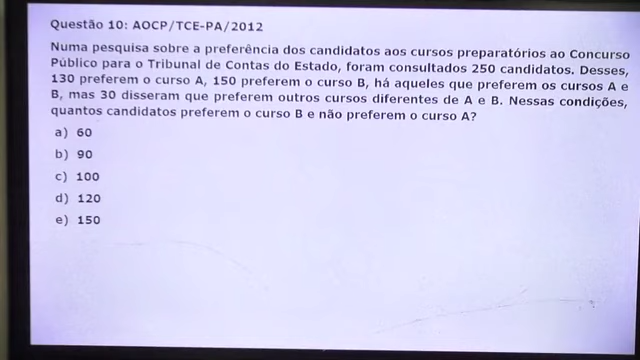 Questão 10: AOCP/TCE-PA/2012
Numa pesquisa sobre a preferência dos candidatos aos cursos preparatórios ao Concurso
Público para o Tribunal de Contas do Estado, foram consultados 250 candidatos. Desses,
130 preferem o curso A, 150 preferem o curso B, há aqueles que preferem os cursos A e
B, mas 30 disseram que preferem outros cursos diferentes de A e B. Nessas condições,
quantos candidatos preferem o curso B e não preferem o curso A?
a) 60
b) 90
c) 100
d) 120
e) 150